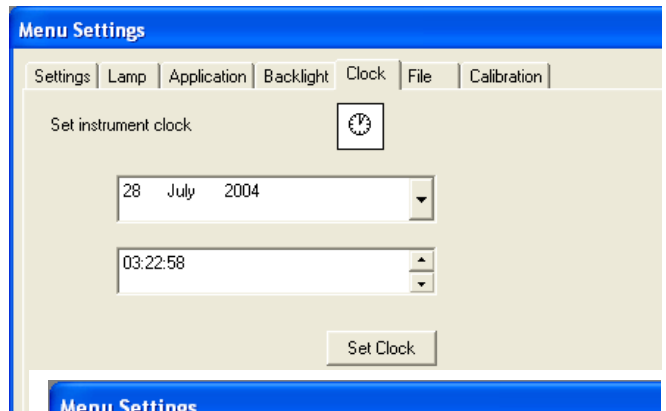 Menu Settings
Settings Lamp Application Backlight Clock File Calibration
Set instrument clock
28 July 2004
03:22:58
Set Clock
Menu Settings